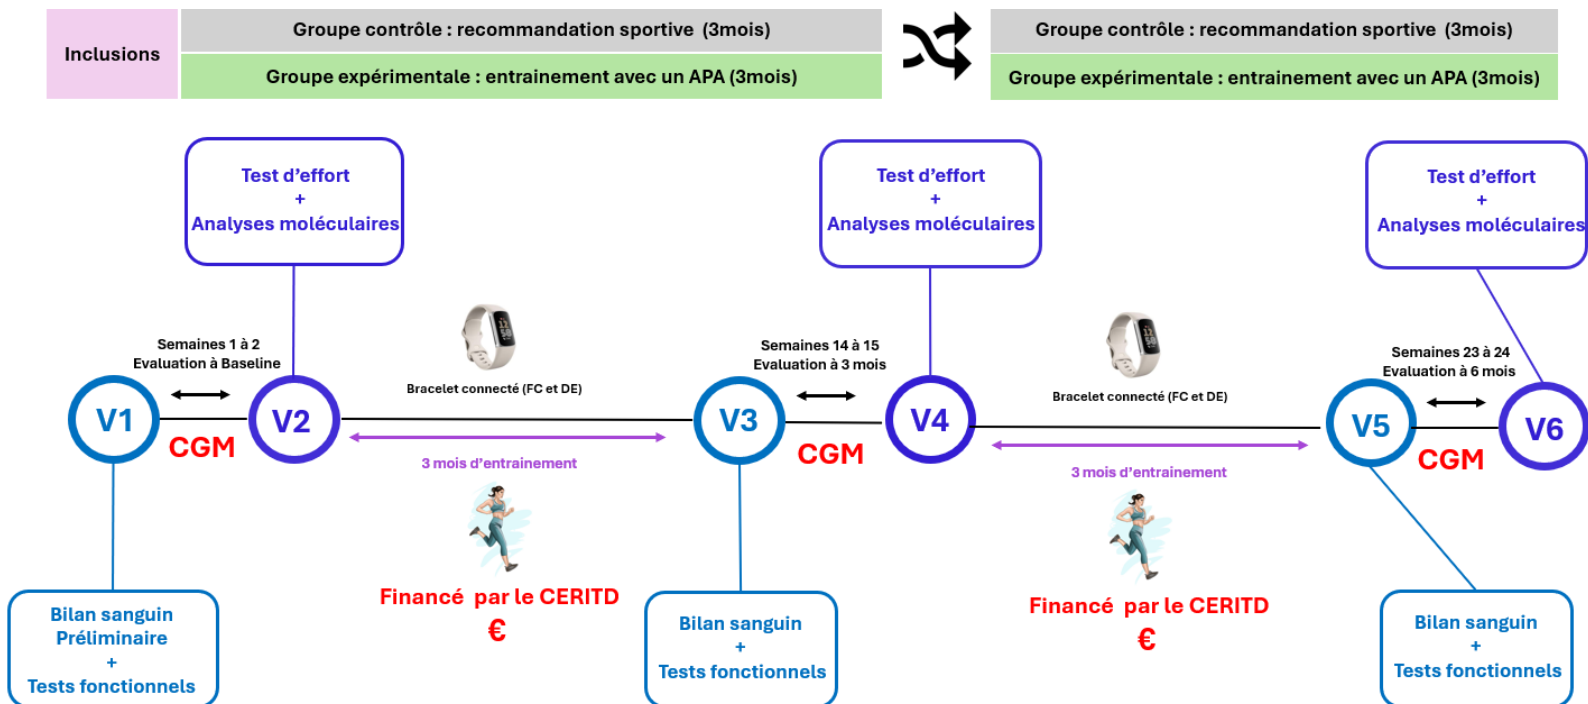 Inclusions
Groupe contrôle : recommandation sportive (3mois)
Groupe expérimentale : entrainement avec un APA (3mois)
Groupe contrôle : recommandation sportive (3mois)
Groupe expérimentale : entrainement avec un APA (3mois)
Test d'effort
+
Analyses moléculaires
Test d'effort
+
Analyses moléculaires
Test d'effort
+
Analyses moléculaires
Semaines 1 à 2
Evaluation à Baseline
Bracelet connecté (FC et DE)
Semaines 14 à 15
Evaluation à 3 mois
Bracelet connecté (FC et DE)
Semaines 23 à 24
Evaluation à 6 mois
V1
CGM
V2
V3
CGM
V4
V5
CGM
V6
3 mois d'entrainement
3 mois d'entrainement
Financé par le CERITD
€
Financé par le CERITD
€
Bilan sanguin
Préliminaire
+
Tests fonctionnels
Bilan sanguin
+
Tests fonctionnels
Bilan sanguin
+
Tests fonctionnels